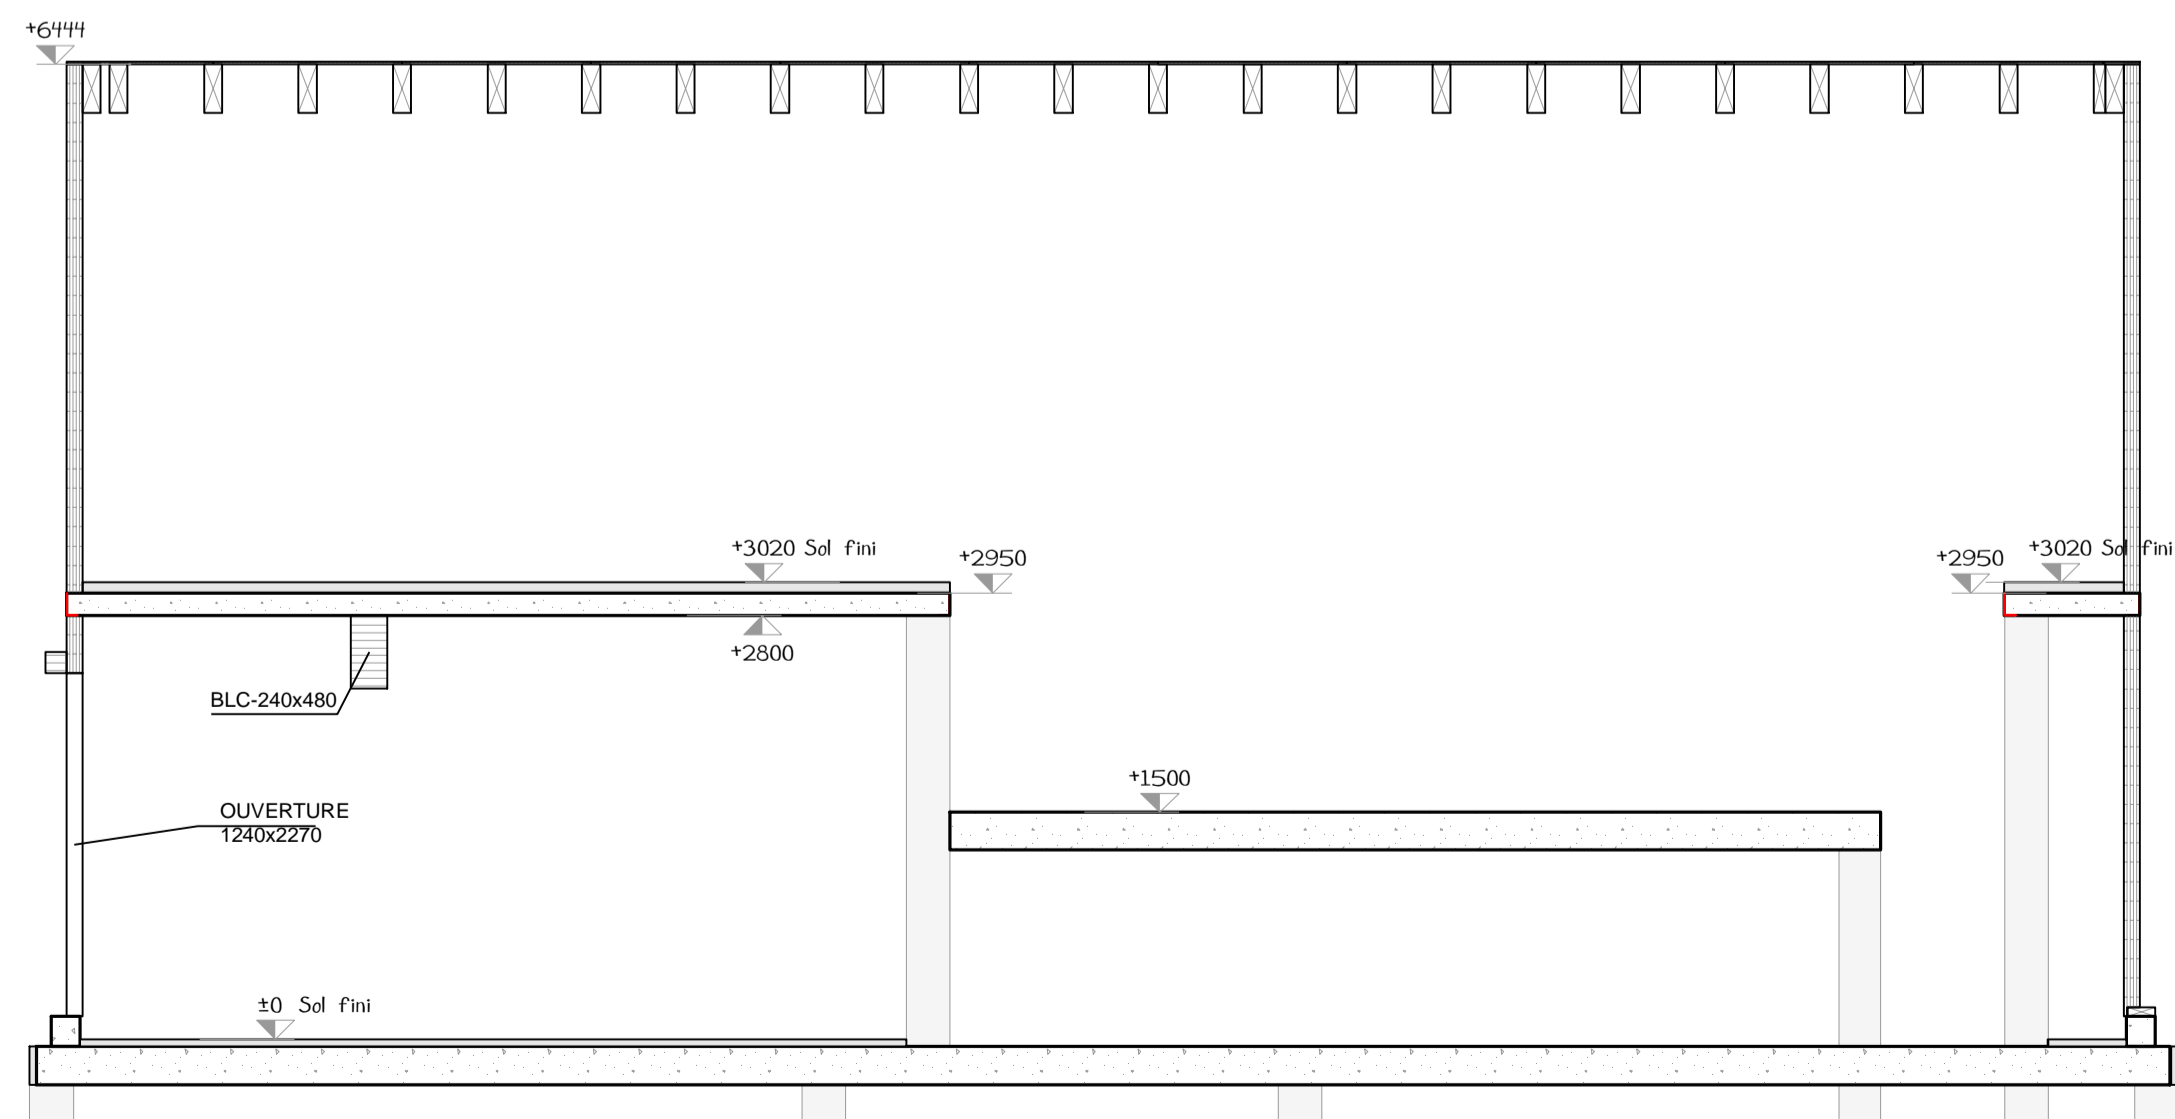 +6444
+3020 Sol fini
+2950
+2950
+3020 Sol fini
+2800
BLC-240x480
+1500
OUVERTURE
1240x2270
±0 Sol fini